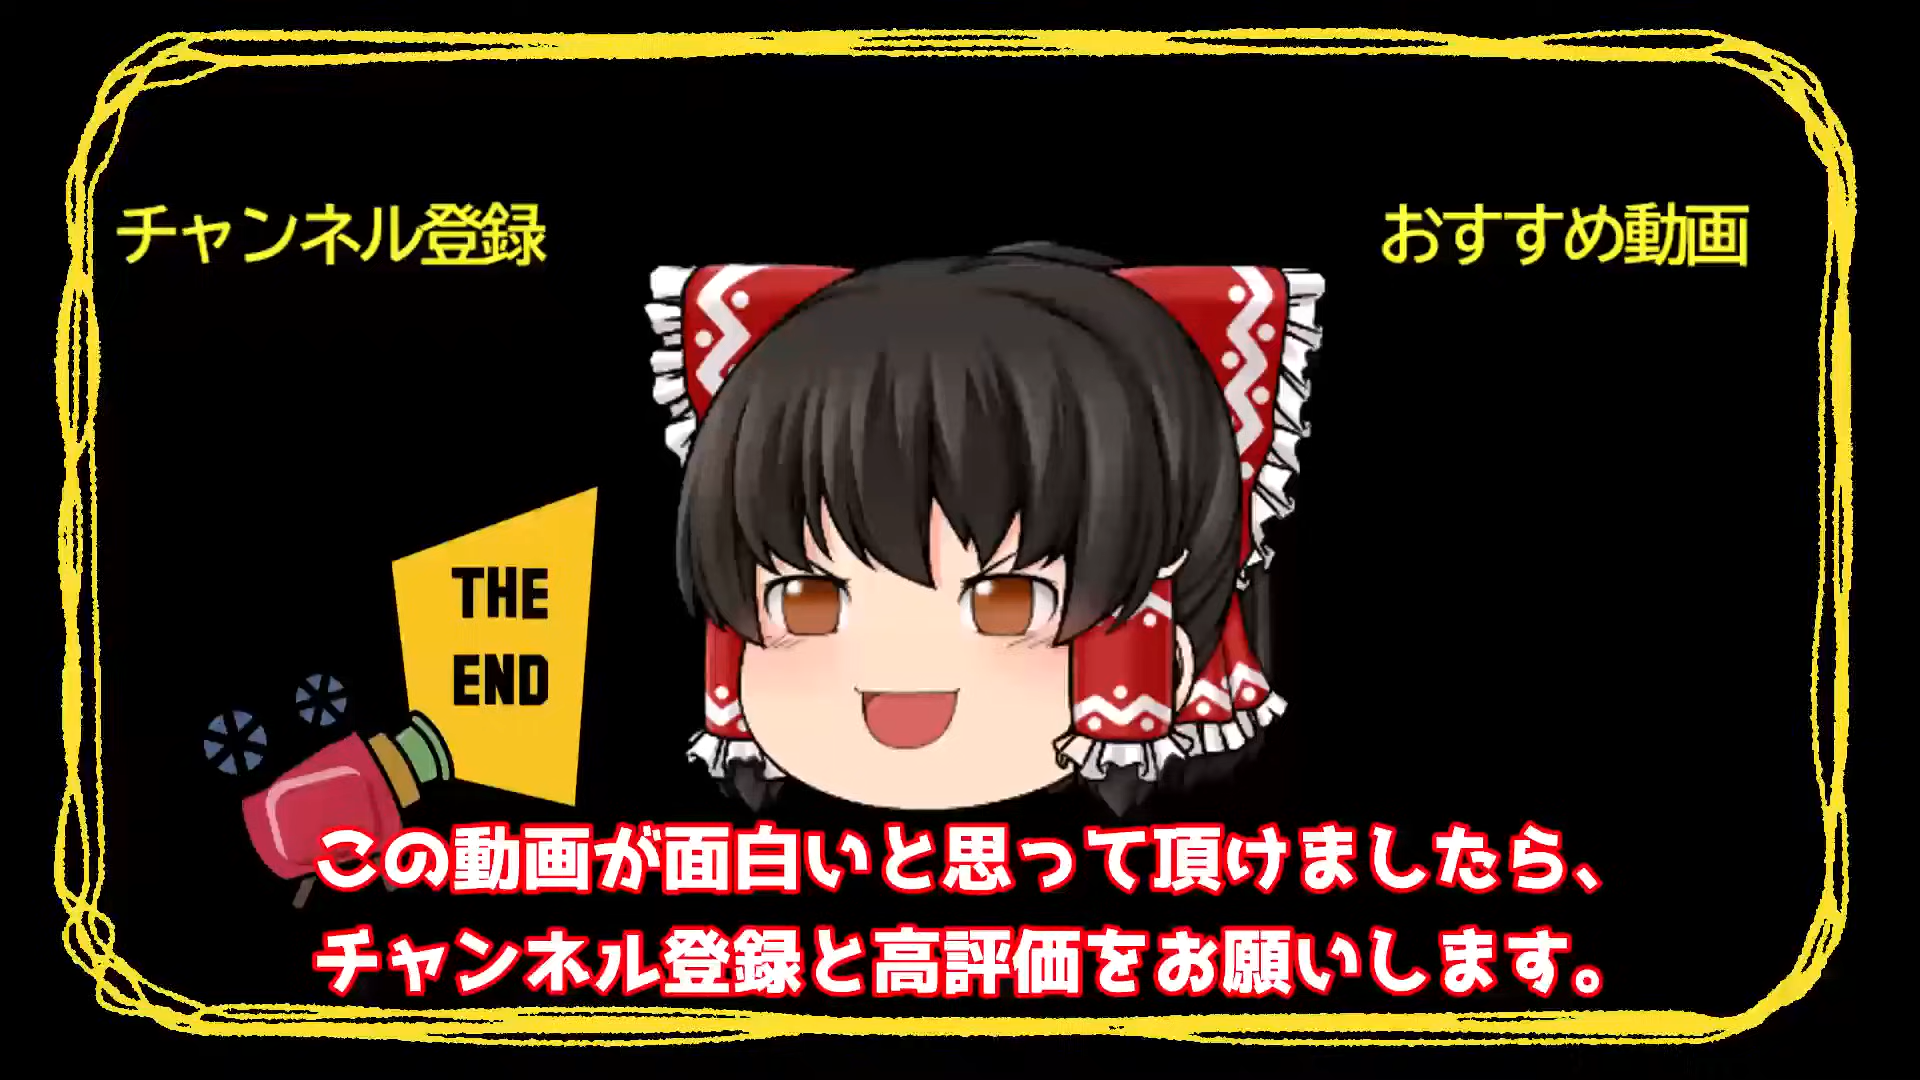 チャンネル登録
おすすめ動画
THE
END
この動画が面白いと思って頂けましたら、
チャンネル登録と高評価をお願いします。